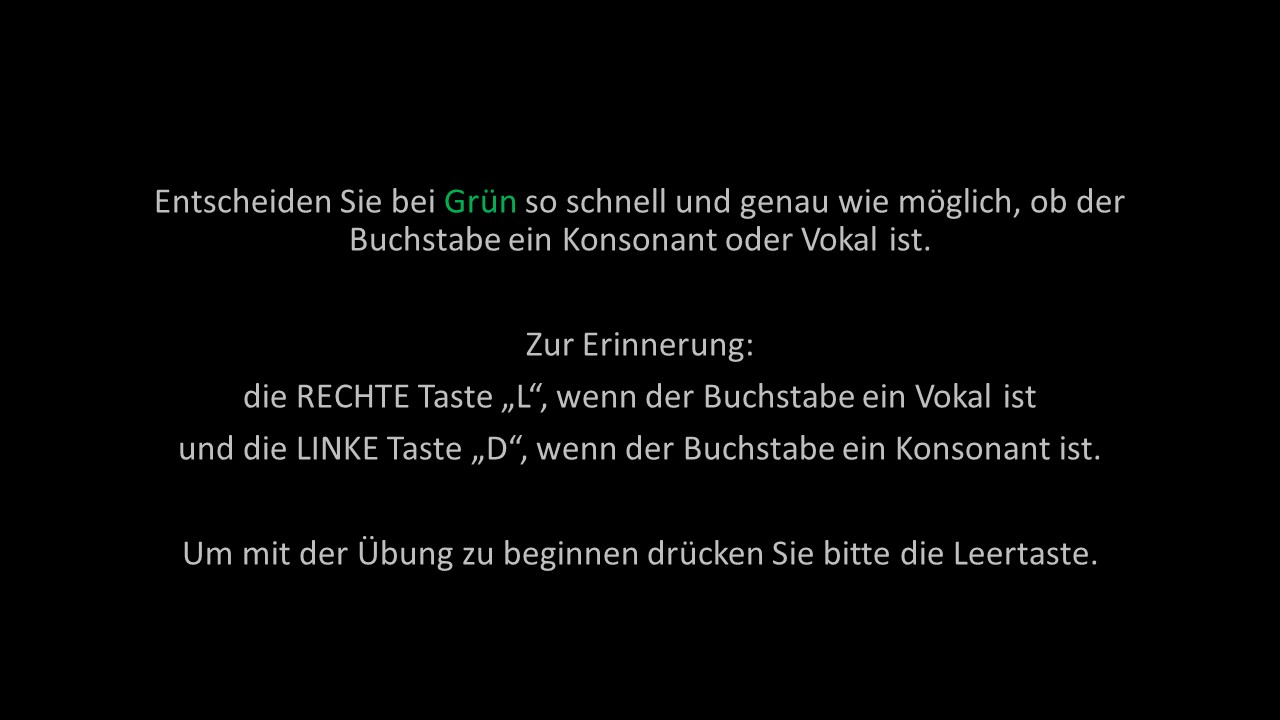 Entscheiden Sie bei Grün so schnell und genau wie möglich, ob der
Buchstabe ein Konsonant oder Vokal ist.
Zur Erinnerung:
die RECHTE Taste „L“, wenn der Buchstabe ein Vokal ist
und die LINKE Taste „D“, wenn der Buchstabe ein Konsonant ist.
Um mit der Übung zu beginnen drücken Sie bitte die Leertaste.